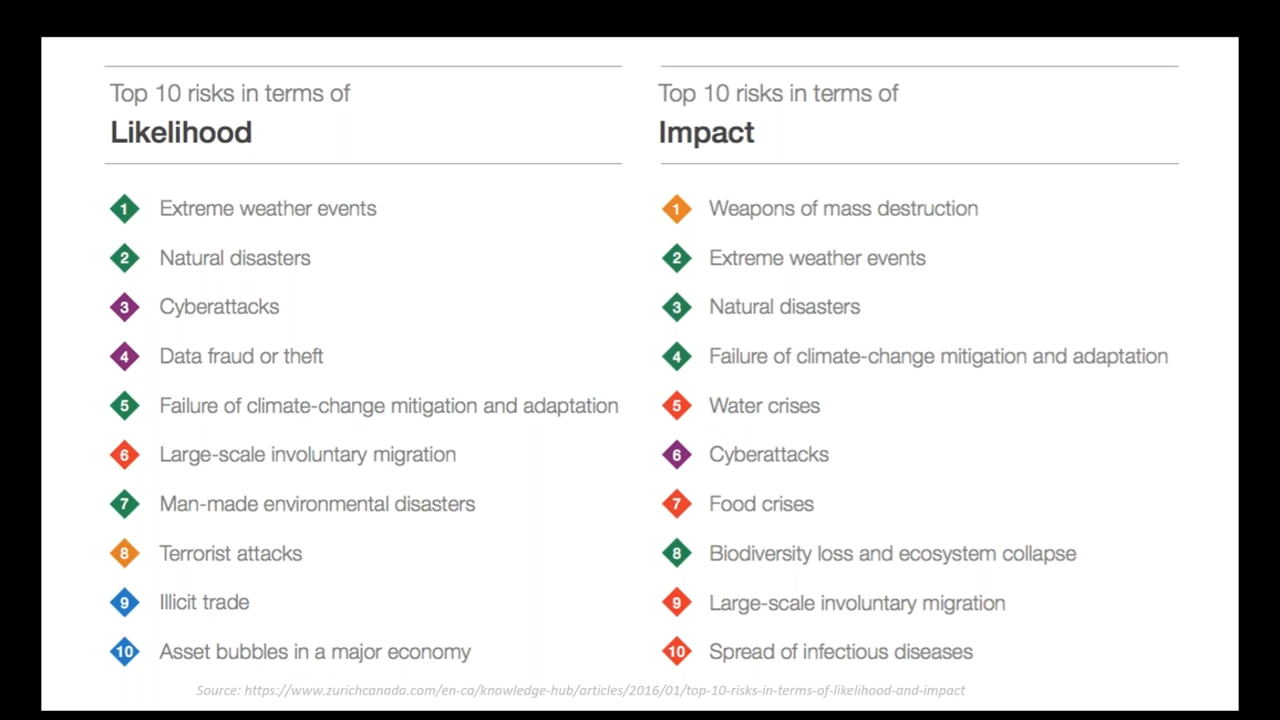 Top 10 risks in terms of
Likelihood
1 Extreme weather events
2 Natural disasters
3 Cyberattacks
4 Data fraud or theft
5 Failure of climate-change mitigation and adaptation
6 Large-scale involuntary migration
7 Man-made environmental disasters
8 Terrorist attacks
9 Illicit trade
10 Asset bubbles in a major economy
Top 10 risks in terms of
Impact
1 Weapons of mass destruction
2 Extreme weather events
3 Natural disasters
4 Failure of climate-change mitigation and adaptation
5 Water crises
6 Cyberattacks
7 Food crises
8 Biodiversity loss and ecosystem collapse
9 Large-scale involuntary migration
10 Spread of infectious diseases
Source: https://www.zurichcanada.com/en-ca/knowledge-hub/articles/2016/01/top-10-risks-in-terms-of-likelihood-and-impact